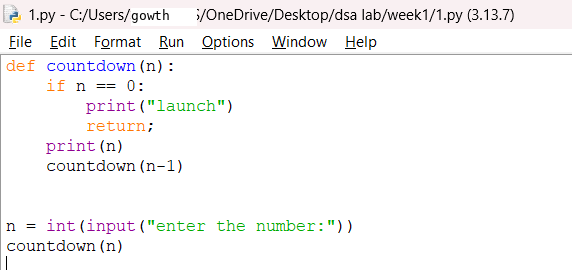 1.py - C:/Users/gowth /OneDrive/Desktop/dsa lab/week1/1.py (3.13.7)
File Edit Format Run Options Window Help
def countdown(n):
    if n == 0:
        print("launch")
        return;
    print(n)
    countdown(n-1)
n = int(input("enter the number:"))
countdown(n)